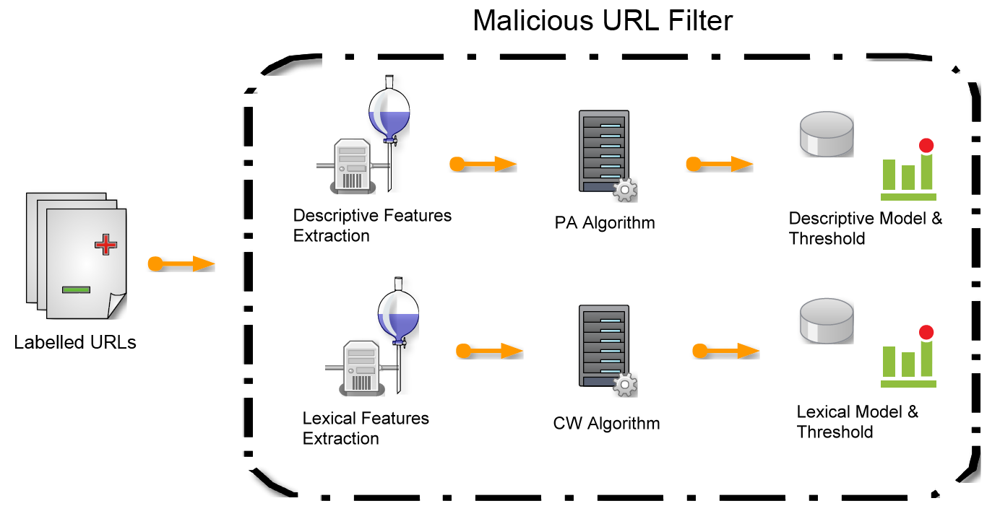 Malicious URL Filter
Descriptive Features
Extraction
PA Algorithm
Descriptive Model &
Threshold
Labelled URLs
Lexical Features
Extraction
CW Algorithm
Lexical Model &
Threshold